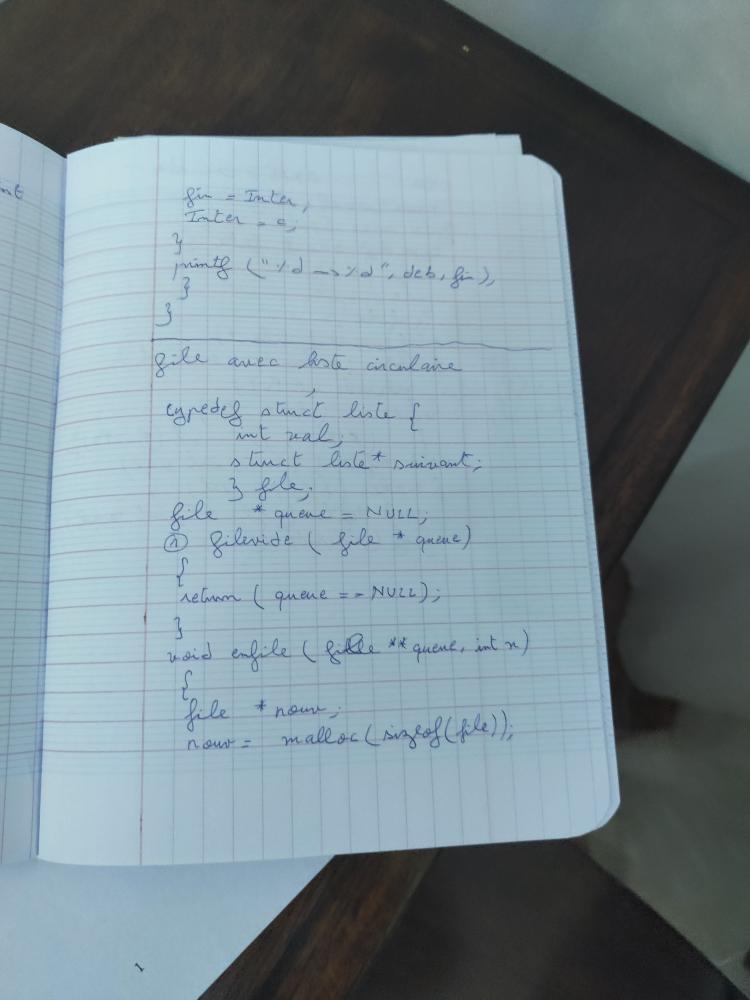 fin = Inter;
Inter = c;
}
printf ("%d —> %d", deb, fin);
}
}
file avec liste circulaire
typedef struct liste {
int val;
struct liste * suivant;
} file;
file * queue = NULL;
① filevide ( file * queue)
{
return ( queue == NULL);
}
void enfile ( file ** queue, int x)
{
file * nouv;
nouv = malloc(sizeof(file));
1